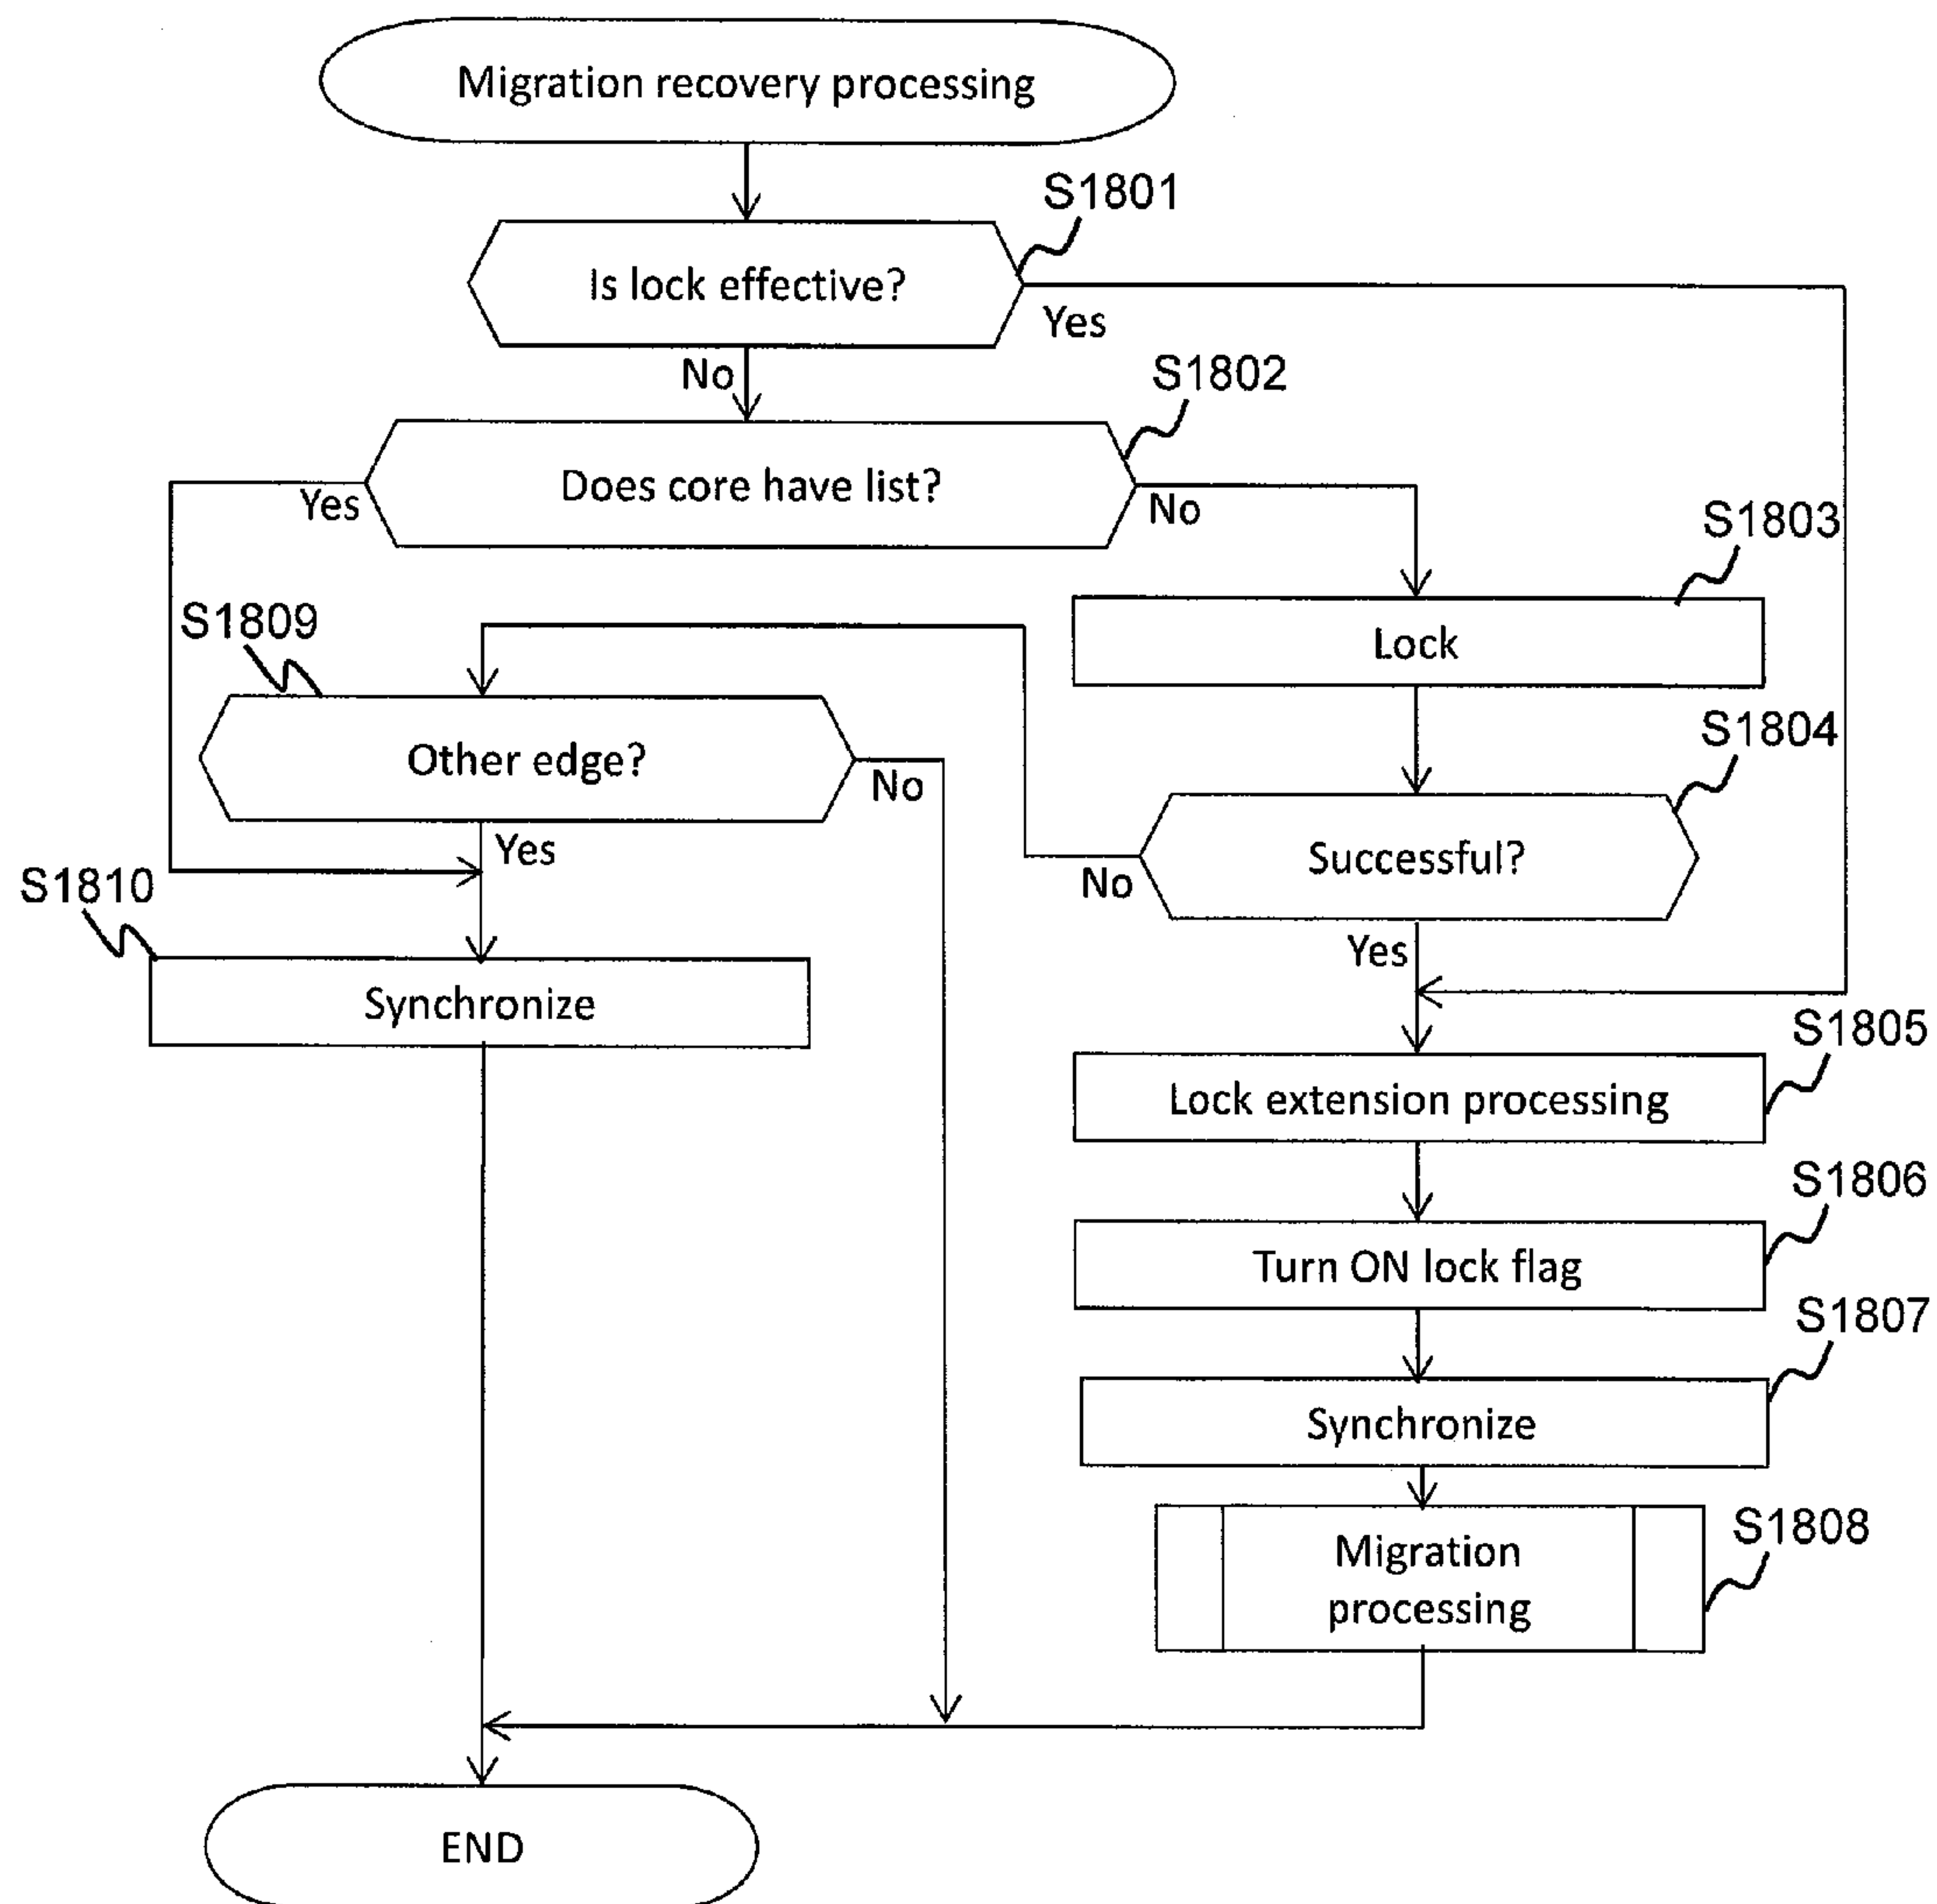 Migration recovery processing
S1801
Is lock effective?
Yes
No
S1802
Does core have list?
Yes
No
S1803
Lock
S1809
Other edge?
No
Yes
S1804
Successful?
No
Yes
S1810
Synchronize
S1805
Lock extension processing
S1806
Turn ON lock flag
S1807
Synchronize
S1808
Migration
processing
END